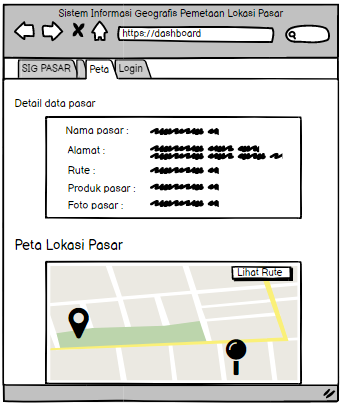 Sistem Informasi Geografis Pemetaan Lokasi Pasar
https://dashboard
SIG PASAR
Peta
Login
Detail data pasar
Nama pasar :
Alamat :
Rute :
Produk pasar :
Foto pasar :
Peta Lokasi Pasar
Lihat Rute